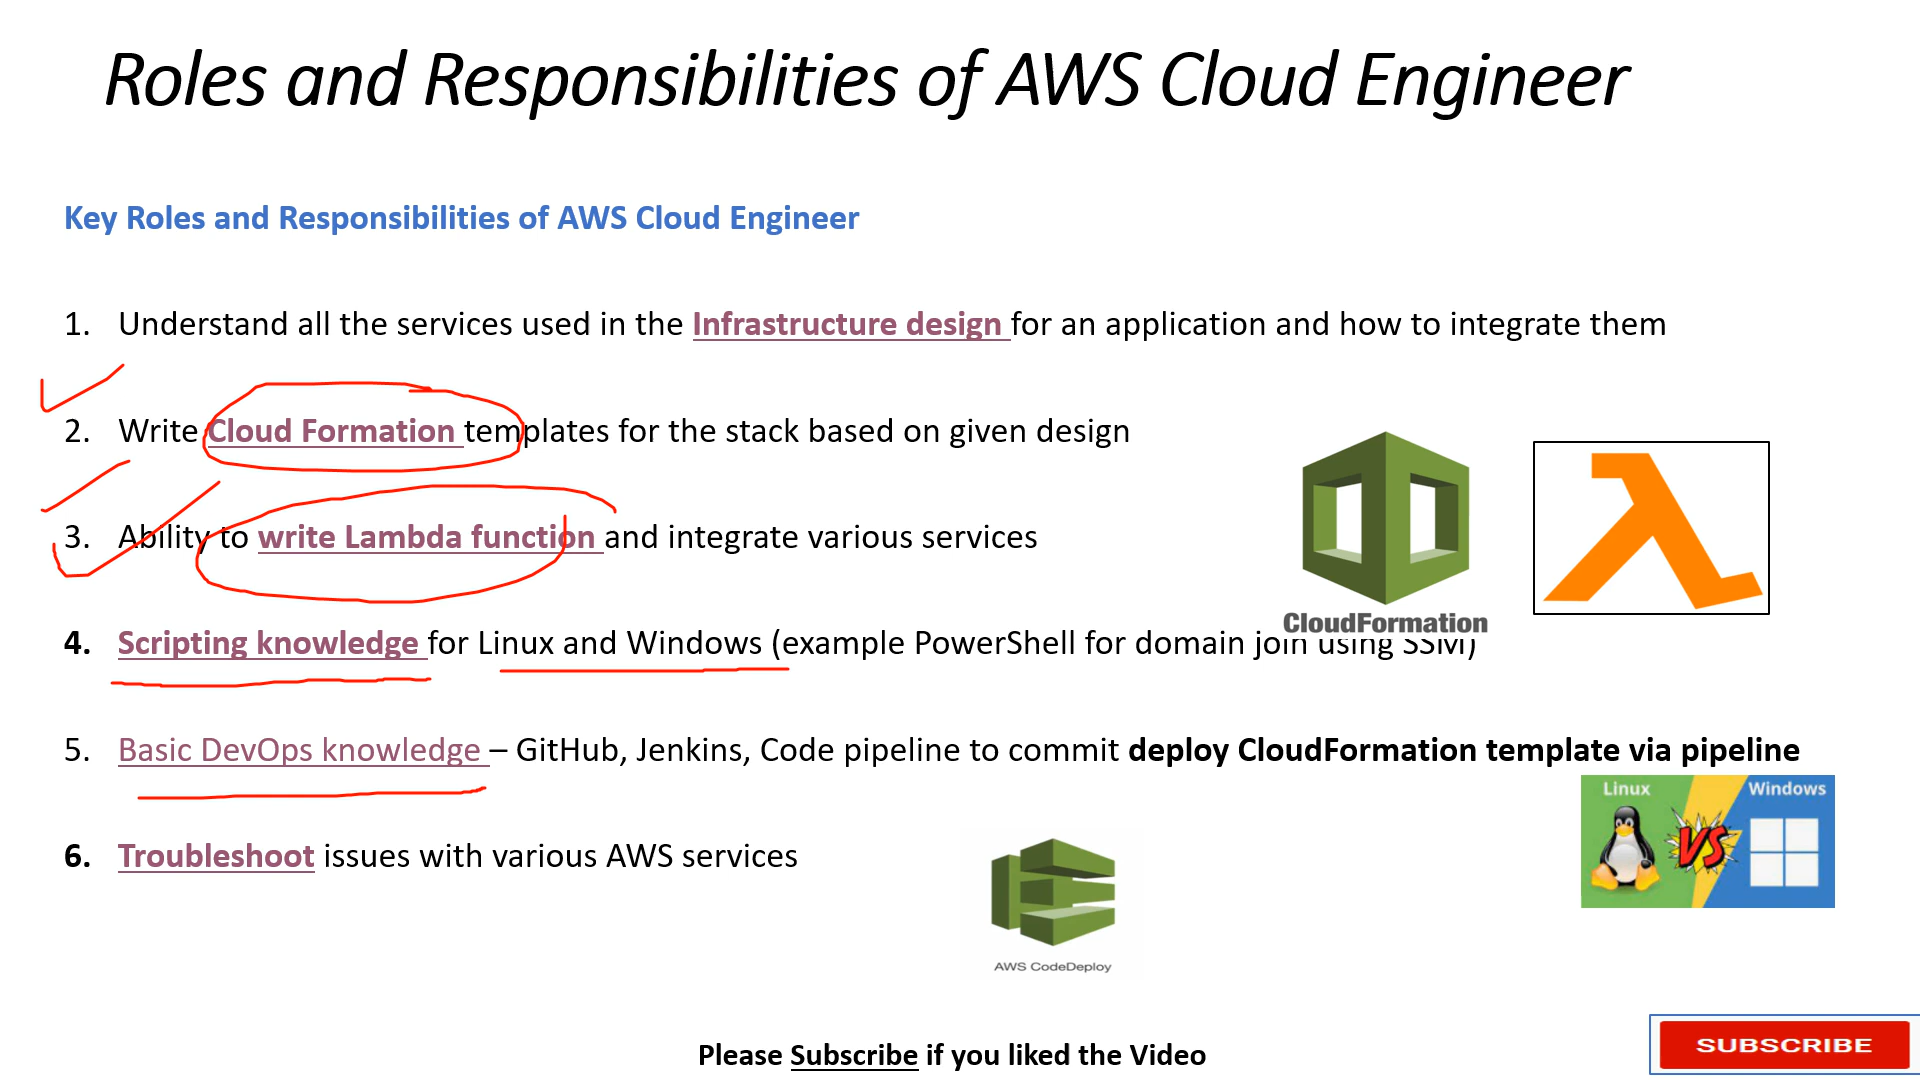 Roles and Responsibilities of AWS Cloud Engineer
Key Roles and Responsibilities of AWS Cloud Engineer
1. Understand all the services used in the Infrastructure design for an application and how to integrate them
2. Write Cloud Formation templates for the stack based on given design
3. Ability to write Lambda function and integrate various services
CloudFormation
4. Scripting knowledge for Linux and Windows (example PowerShell for domain join using SSM)
5. Basic DevOps knowledge – GitHub, Jenkins, Code pipeline to commit deploy CloudFormation template via pipeline
Linux VS Windows
6. Troubleshoot issues with various AWS services
AWS CodeDeploy
Please Subscribe if you liked the Video
SUBSCRIBE